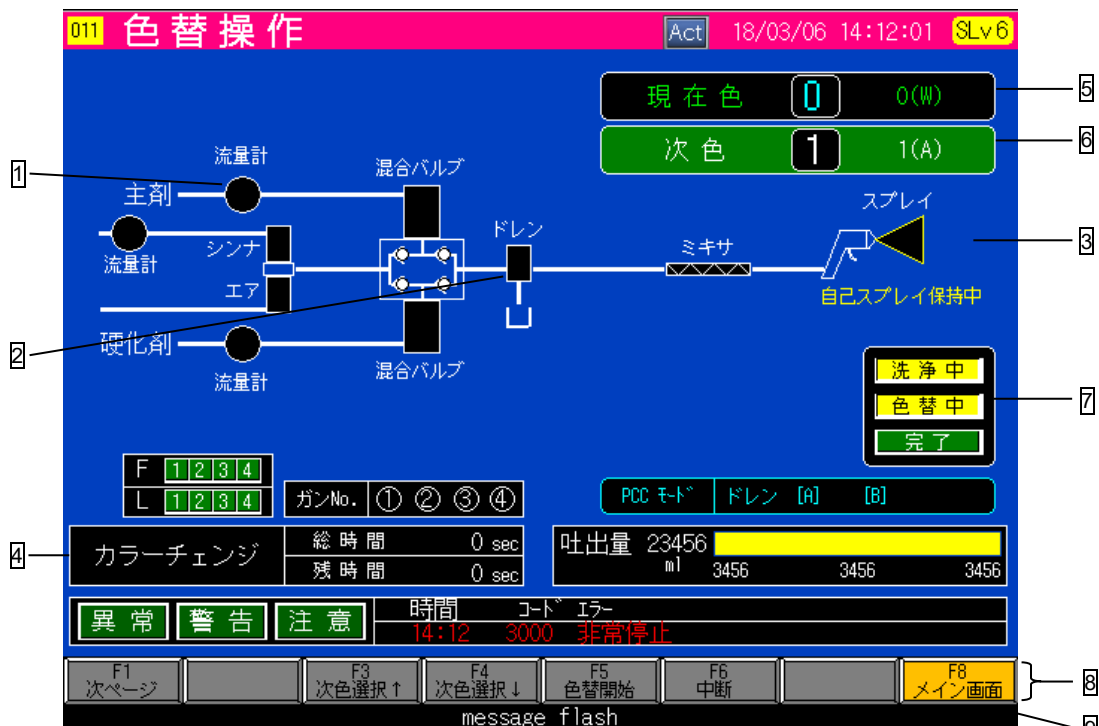 011 色替操作 Act 18/03/06 14:12:01 SLv6
現在色 0 0(W)
5
次色 1 1(A)
6
1
流量計
主剤
混合バルブ
流量計
シンナ
エア
ドレン
ミキサ
スプレイ
3
自己スプレイ保持中
2
硬化剤
流量計
混合バルブ
洗浄中
色替中
完了
7
F 1 2 3 4
L 1 2 3 4
ガンNo. ① ② ③ ④
PCC モード ドレン [A] [B]
4
カラーチェンジ
総時間 0 sec
残時間 0 sec
吐出量 23456
ml 3456 3456 3456
異常 警告 注意
時間 コード エラー
14:12 3000 非常停止
F1 F3 F4 F5 F6 F8
次ページ 次色選択↑ 次色選択↓ 色替開始 中断 メイン画面
8
message flash